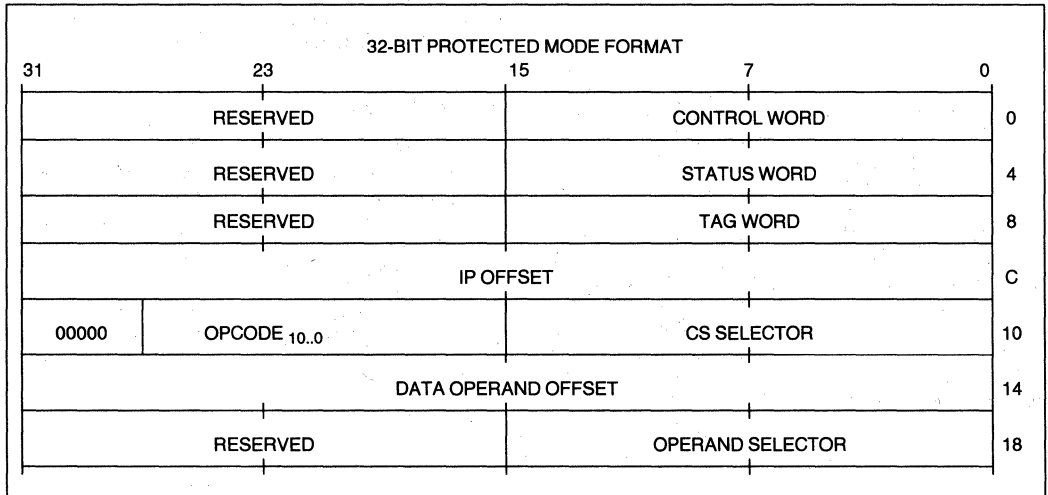 32-BIT PROTECTED MODE FORMAT
31 23 15 7 0
RESERVED CONTROL WORD 0
RESERVED STATUS WORD 4
RESERVED TAG WORD 8
IP OFFSET C
00000 OPCODE 10..0 CS SELECTOR 10
DATA OPERAND OFFSET 14
RESERVED OPERAND SELECTOR 18